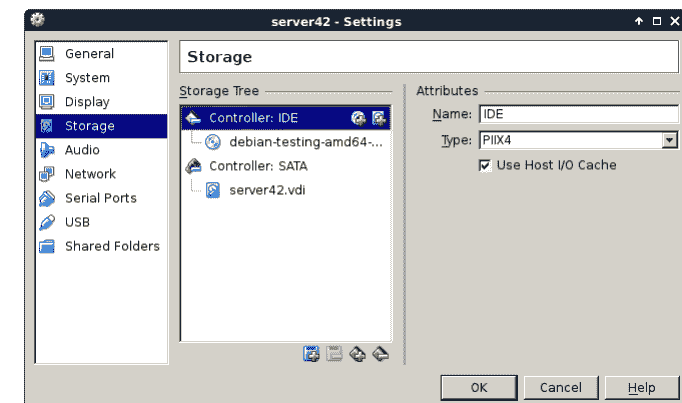 server42 - Settings
General
System
Display
Storage
Audio
Network
Serial Ports
USB
Shared Folders
Storage
Storage Tree
Controller: IDE
debian-testing-amd64-...
Controller: SATA
server42.vdi
Attributes
Name: IDE
Type: PIIX4
Use Host I/O Cache
OK Cancel Help